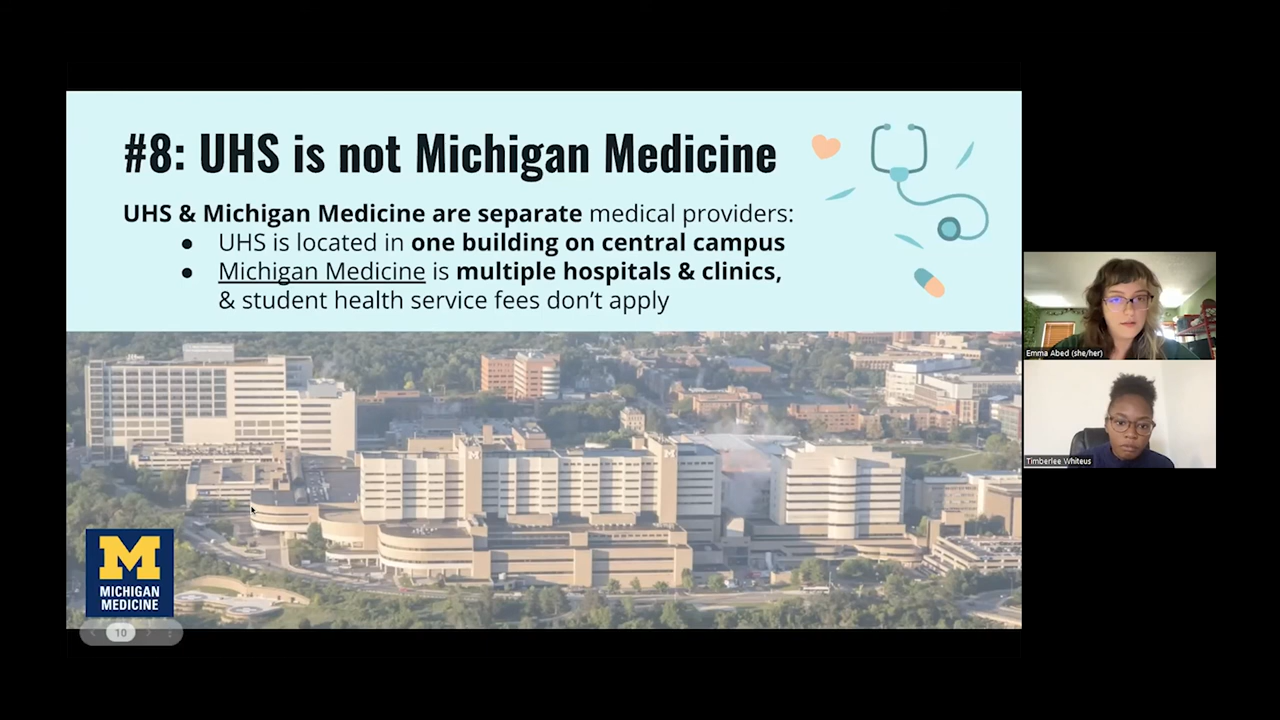 #8: UHS is not Michigan Medicine
UHS & Michigan Medicine are separate medical providers:
● UHS is located in one building on central campus
● Michigan Medicine is multiple hospitals & clinics,
& student health service fees don’t apply
Emma Abed (she/her)
Timberlee Whiteus
M
M
M
MICHIGAN
MEDICINE
10